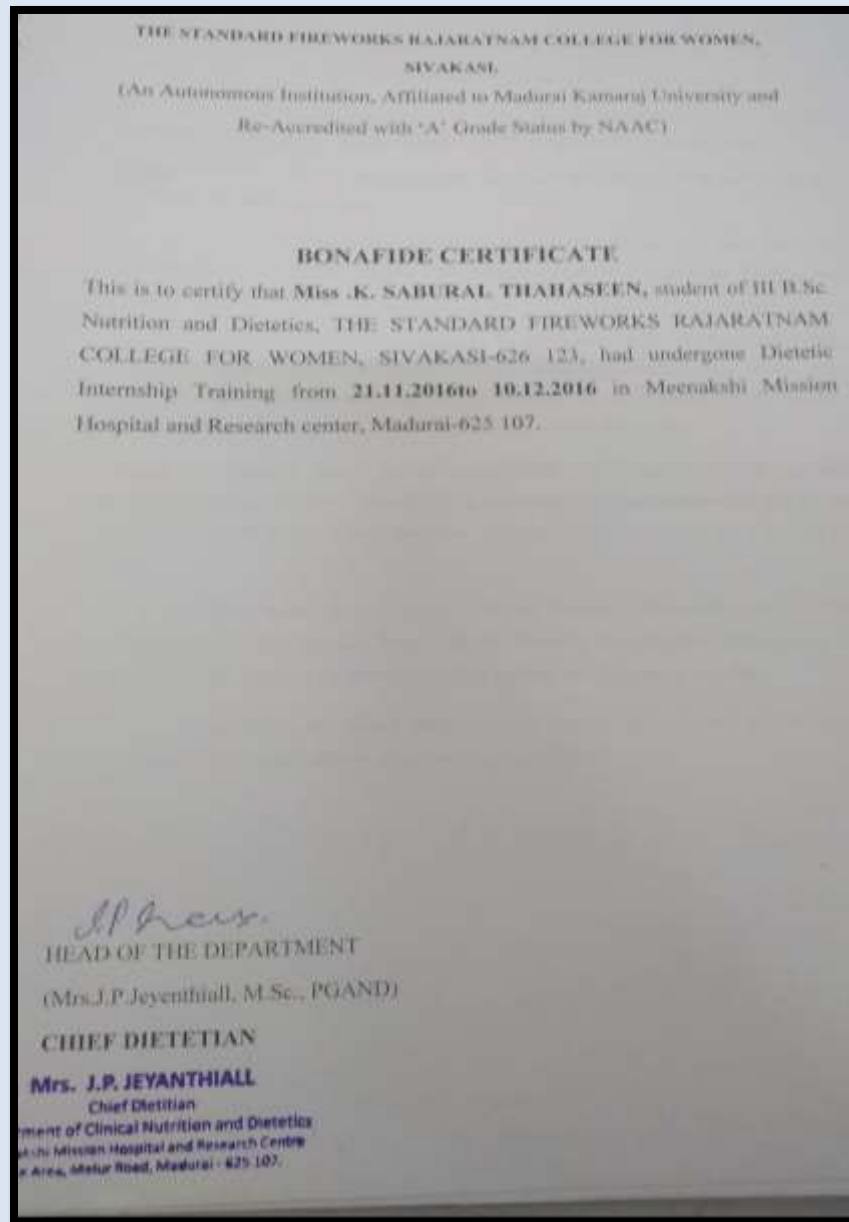 THE STANDARD FIREWORKS RAJARATNAM COLLEGE FOR WOMEN,
SIVAKASI.
(An Autonomous Institution, Affiliated to Madurai Kamaraj University and
Re-Accredited with 'A' Grade Status by NAAC)
BONAFIDE CERTIFICATE
This is to certify that Miss .K. SABURAL THAHASEEN, student of III B.Sc.
Nutrition and Dietetics, THE STANDARD FIREWORKS RAJARATNAM
COLLEGE FOR WOMEN, SIVAKASI-626 123, had undergone Dietetic
Internship Training from 21.11.2016to 10.12.2016 in Meenakshi Mission
Hospital and Research center, Madurai-625 107.
HEAD OF THE DEPARTMENT
(Mrs.J.P.Jeyenthiall, M.Sc., PGAND)
CHIEF DIETETIAN
Mrs. J.P. JEYANTHIALL
Chief Dietitian
ment of Clinical Nutrition and Dietetics
Mission Hospital and Research Centre
Area, Melur Road, Madurai - 625 107.